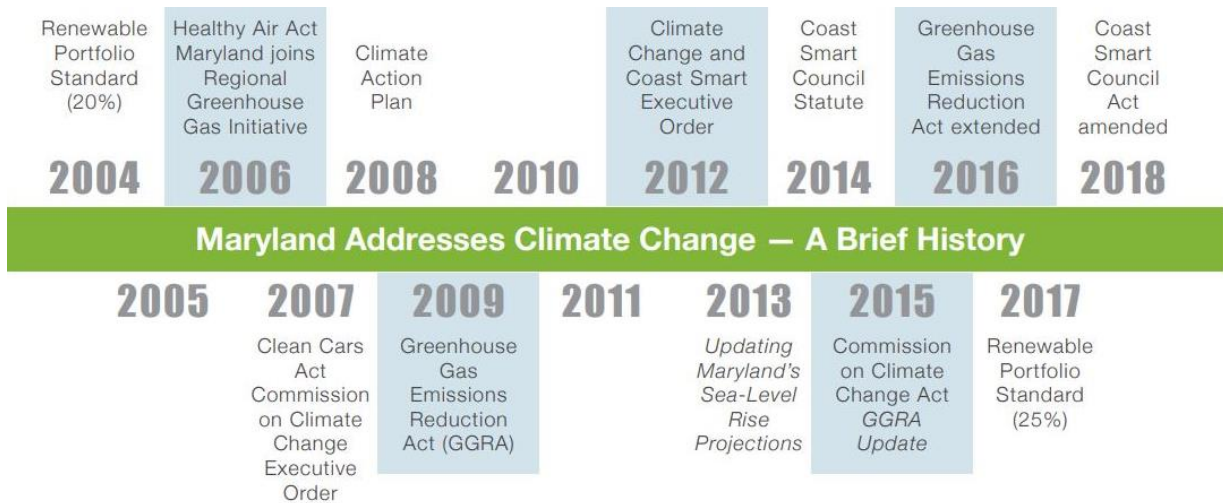 Renewable
Portfolio
Standard
(20%)
Healthy Air Act
Maryland joins
Regional
Greenhouse
Gas Initiative
Climate
Action
Plan
Climate
Change and
Coast Smart
Executive
Order
Coast
Smart
Council
Statute
Greenhouse
Gas
Emissions
Reduction
Act extended
Coast
Smart
Council
Act
amended
2004 2006 2008 2010 2012 2014 2016 2018
Maryland Addresses Climate Change — A Brief History
2005 2007 2009 2011 2013 2015 2017
Clean Cars
Act
Commission
on Climate
Change
Executive
Order
Greenhouse
Gas
Emissions
Reduction
Act (GGRA)
Updating
Maryland's
Sea-Level
Rise
Projections
Commission
on Climate
Change Act
GGRA
Update
Renewable
Portfolio
Standard
(25%)